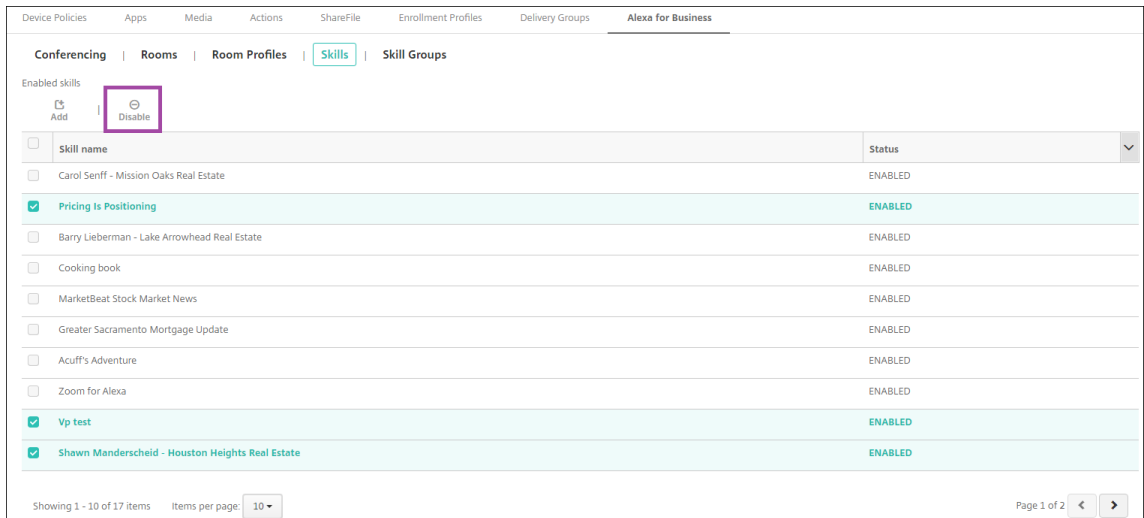 Device Policies Apps Media Actions ShareFile Enrollment Profiles Delivery Groups Alexa for Business
Conferencing | Rooms | Room Profiles | Skills | Skill Groups
Enabled skills
Add | Disable
Skill name Status
Carol Senff - Mission Oaks Real Estate ENABLED
Pricing Is Positioning ENABLED
Barry Lieberman - Lake Arrowhead Real Estate ENABLED
Cooking book ENABLED
MarketBeat Stock Market News ENABLED
Greater Sacramento Mortgage Update ENABLED
Acuff's Adventure ENABLED
Zoom for Alexa ENABLED
Vp test ENABLED
Shawn Manderscheid - Houston Heights Real Estate ENABLED
Showing 1 - 10 of 17 items Items per page: 10 Page 1 of 2